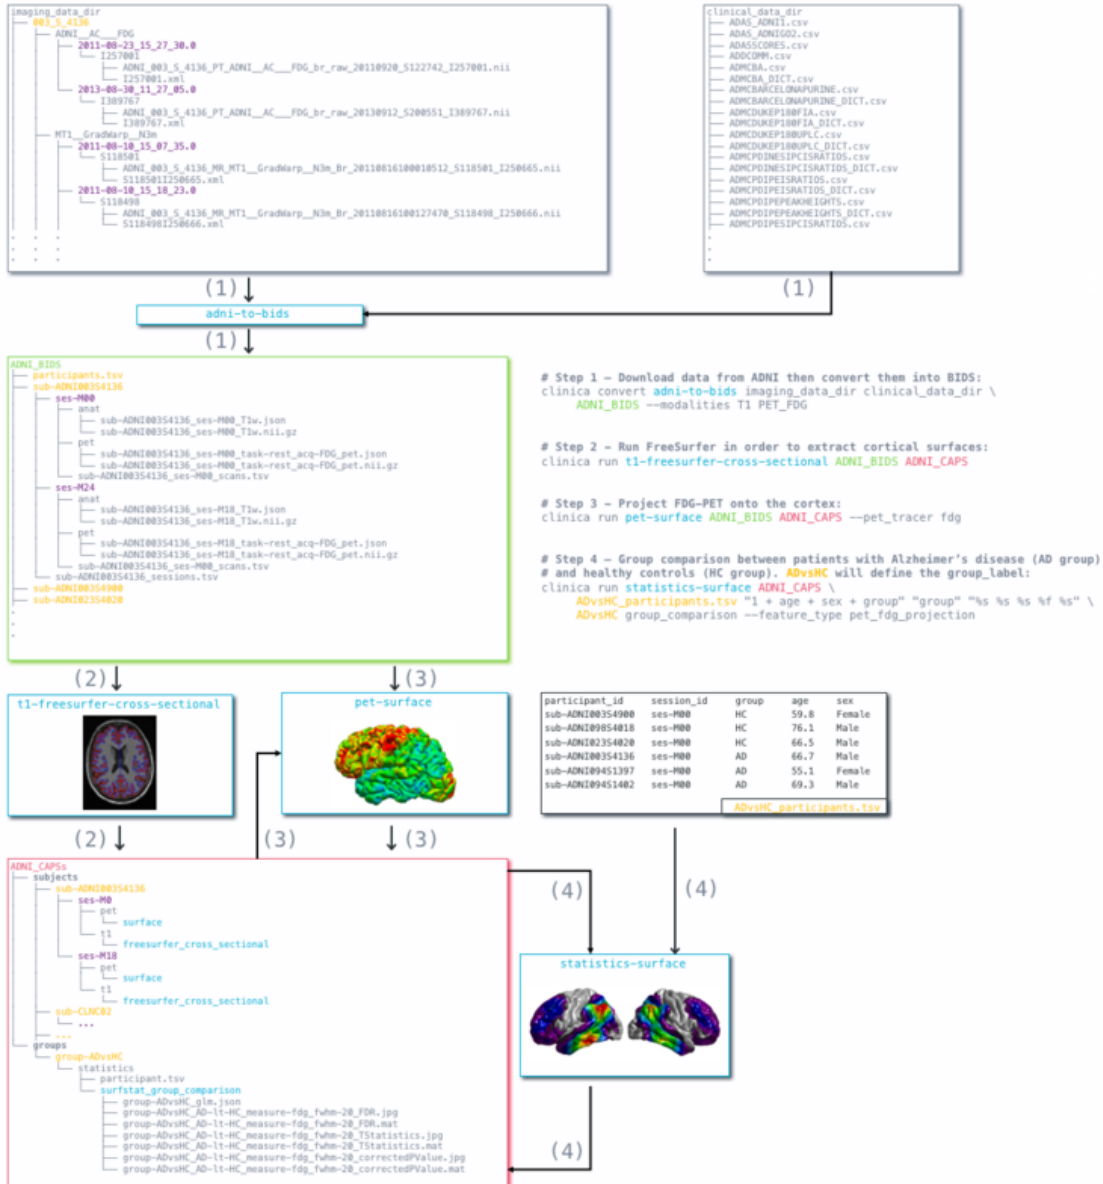 imaging_data_dir
003_S_4136
ADNI__AC___FDG
2011-08-23_15_27_30.0
I257001
ADNI_003_S_4136_PT_ADNI__AC___FDG_br_raw_20110920_S122742_I257001.nii
I257001.xml
2013-08-30_11_27_05.0
I389767
ADNI_003_S_4136_PT_ADNI__AC___FDG_br_raw_20130912_S200551_I389767.nii
I389767.xml
MT1__GradWarp__N3m
2011-08-10_15_07_35.0
S118501
ADNI_003_S_4136_MR_MT1__GradWarp__N3m_Br_20110816100010512_S118501_I250665.nii
S118501I250665.xml
2011-08-10_15_18_23.0
S118498
ADNI_003_S_4136_MR_MT1__GradWarp__N3m_Br_20110816100127470_S118498_I250666.nii
S118498I250666.xml
clinical_data_dir
ADAS_ADNI1.csv
ADAS_ADNIGO2.csv
ADASSCORES.csv
ADDCOMM.csv
ADMCBA.csv
ADMCBA_DICT.csv
ADMCBARCELONAPURINE.csv
ADMCBARCELONAPURINE_DICT.csv
ADMCDUKEP180FIA.csv
ADMCDUKEP180FIA_DICT.csv
ADMCDUKEP180UPLC.csv
ADMCDUKEP180UPLC_DICT.csv
ADMCPDINESIPCISRATIOS.csv
ADMCPDINESIPCISRATIOS_DICT.csv
ADMCPDIPEISRATIOS.csv
ADMCPDIPEISRATIOS_DICT.csv
ADMCPDIPEPEAKHEIGHTS.csv
ADMCPDIPEPEAKHEIGHTS_DICT.csv
ADMCPDIPESIPCISRATIOS.csv
(1)
(1)
adni-to-bids
(1)
ADNI_BIDS
participants.tsv
sub-ADNI003S4136
ses-M00
anat
sub-ADNI003S4136_ses-M00_T1w.json
sub-ADNI003S4136_ses-M00_T1w.nii.gz
pet
sub-ADNI003S4136_ses-M00_task-rest_acq-FDG_pet.json
sub-ADNI003S4136_ses-M00_task-rest_acq-FDG_pet.nii.gz
sub-ADNI003S4136_ses-M00_scans.tsv
ses-M24
anat
sub-ADNI003S4136_ses-M18_T1w.json
sub-ADNI003S4136_ses-M18_T1w.nii.gz
pet
sub-ADNI003S4136_ses-M18_task-rest_acq-FDG_pet.json
sub-ADNI003S4136_ses-M18_task-rest_acq-FDG_pet.nii.gz
sub-ADNI003S4136_ses-M00_scans.tsv
sub-ADNI003S4136_sessions.tsv
sub-ADNI003S4900
sub-ADNI023S4020
# Step 1 – Download data from ADNI then convert them into BIDS:
clinica convert adni-to-bids imaging_data_dir clinical_data_dir \
ADNI_BIDS --modalities T1 PET_FDG
# Step 2 – Run FreeSurfer in order to extract cortical surfaces:
clinica run t1-freesurfer-cross-sectional ADNI_BIDS ADNI_CAPS
# Step 3 – Project FDG-PET onto the cortex:
clinica run pet-surface ADNI_BIDS ADNI_CAPS --pet_tracer fdg
# Step 4 – Group comparison between patients with Alzheimer's disease (AD group)
# and healthy controls (HC group). ADvsHC will define the group_label:
clinica run statistics-surface ADNI_CAPS \
ADvsHC_participants.tsv "1 + age + sex + group" "group" "%s %s %s %f %s" \
ADvsHC group_comparison --feature_type pet_fdg_projection
(2)
(3)
t1-freesurfer-cross-sectional
pet-surface
participant_id session_id group age sex
sub-ADNI003S4900 ses-M00 HC 59.8 Female
sub-ADNI098S4018 ses-M00 HC 76.1 Male
sub-ADNI023S4020 ses-M00 HC 66.5 Male
sub-ADNI003S4136 ses-M00 AD 66.7 Male
sub-ADNI094S1397 ses-M00 AD 55.1 Female
sub-ADNI094S1402 ses-M00 AD 69.3 Male
ADvsHC_participants.tsv
(2)
(3)
(3)
ADNI_CAPSs
subjects
sub-ADNI003S4136
ses-M0
pet
surface
t1
freesurfer_cross_sectional
ses-M18
pet
surface
t1
freesurfer_cross_sectional
sub-CLNC02
...
...
groups
group-ADvsHC
statistics
participant.tsv
surfstat_group_comparison
group-ADvsHC_glm.json
group-ADvsHC_AD-lt-HC_measure-fdg_fwhm-20_FDR.jpg
group-ADvsHC_AD-lt-HC_measure-fdg_fwhm-20_FDR.mat
group-ADvsHC_AD-lt-HC_measure-fdg_fwhm-20_TStatistics.jpg
group-ADvsHC_AD-lt-HC_measure-fdg_fwhm-20_TStatistics.mat
group-ADvsHC_AD-lt-HC_measure-fdg_fwhm-20_correctedPValue.jpg
group-ADvsHC_AD-lt-HC_measure-fdg_fwhm-20_correctedPValue.mat
(4)
(4)
statistics-surface
(4)